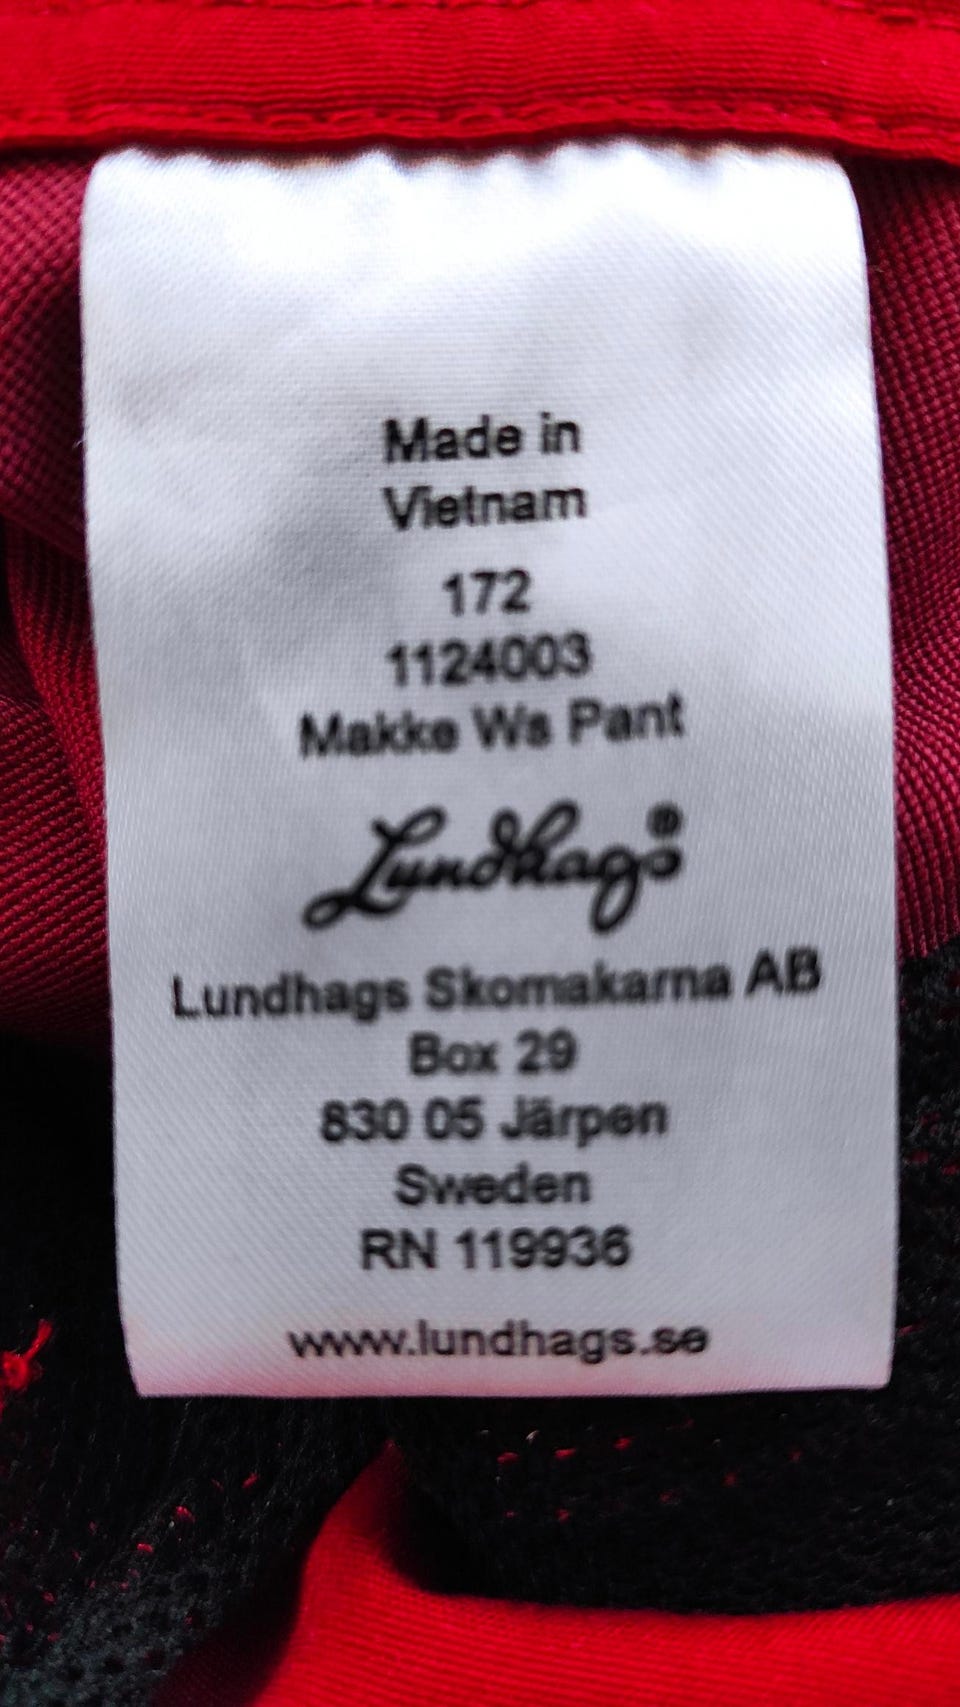 Made in
Vietnam
172
1124003
Makke Ws Pant
Lundhags®
Lundhags Skomakarna AB
Box 29
830 05 Järpen
Sweden
RN 119936
www.lundhags.se